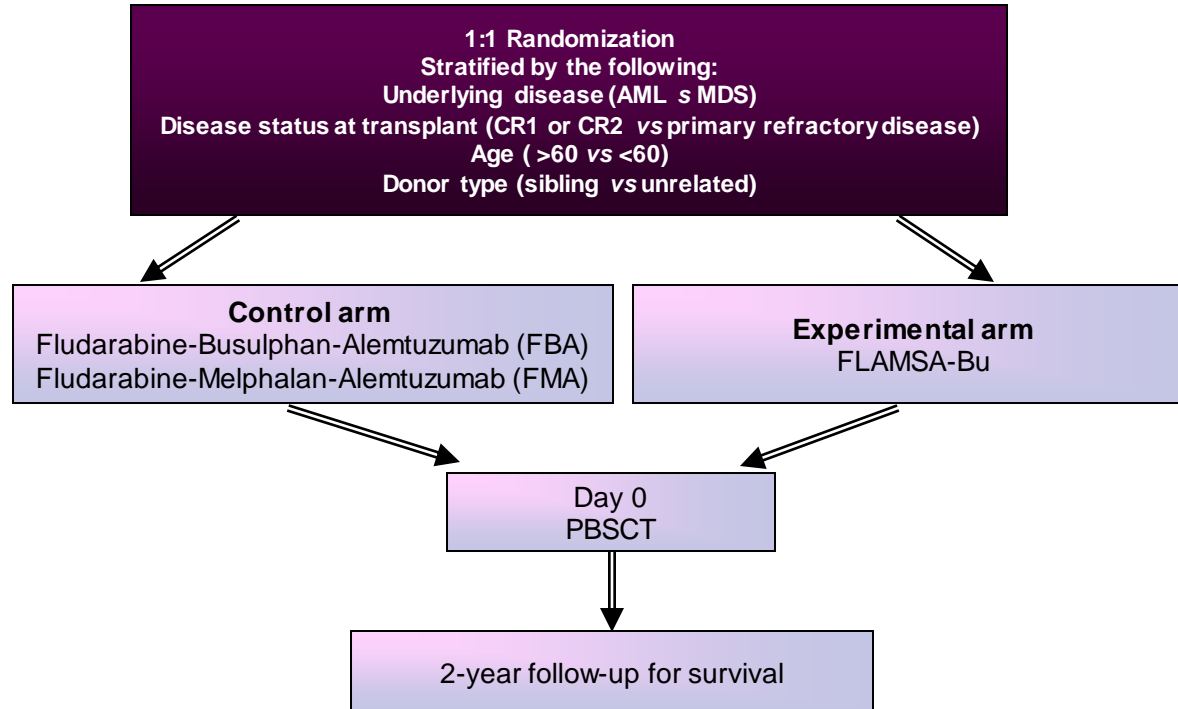 1:1 Randomization
Stratified by the following:
Underlying disease (AML s MDS)
Disease status at transplant (CR1 or CR2 vs primary refractory disease)
Age ( >60 vs <60)
Donor type (sibling vs unrelated)
Control arm
Fludarabine-Busulphan-Alemtuzumab (FBA)
Fludarabine-Melphalan-Alemtuzumab (FMA)
Experimental arm
FLAMSA-Bu
Day 0
PBSCT
2-year follow-up for survival